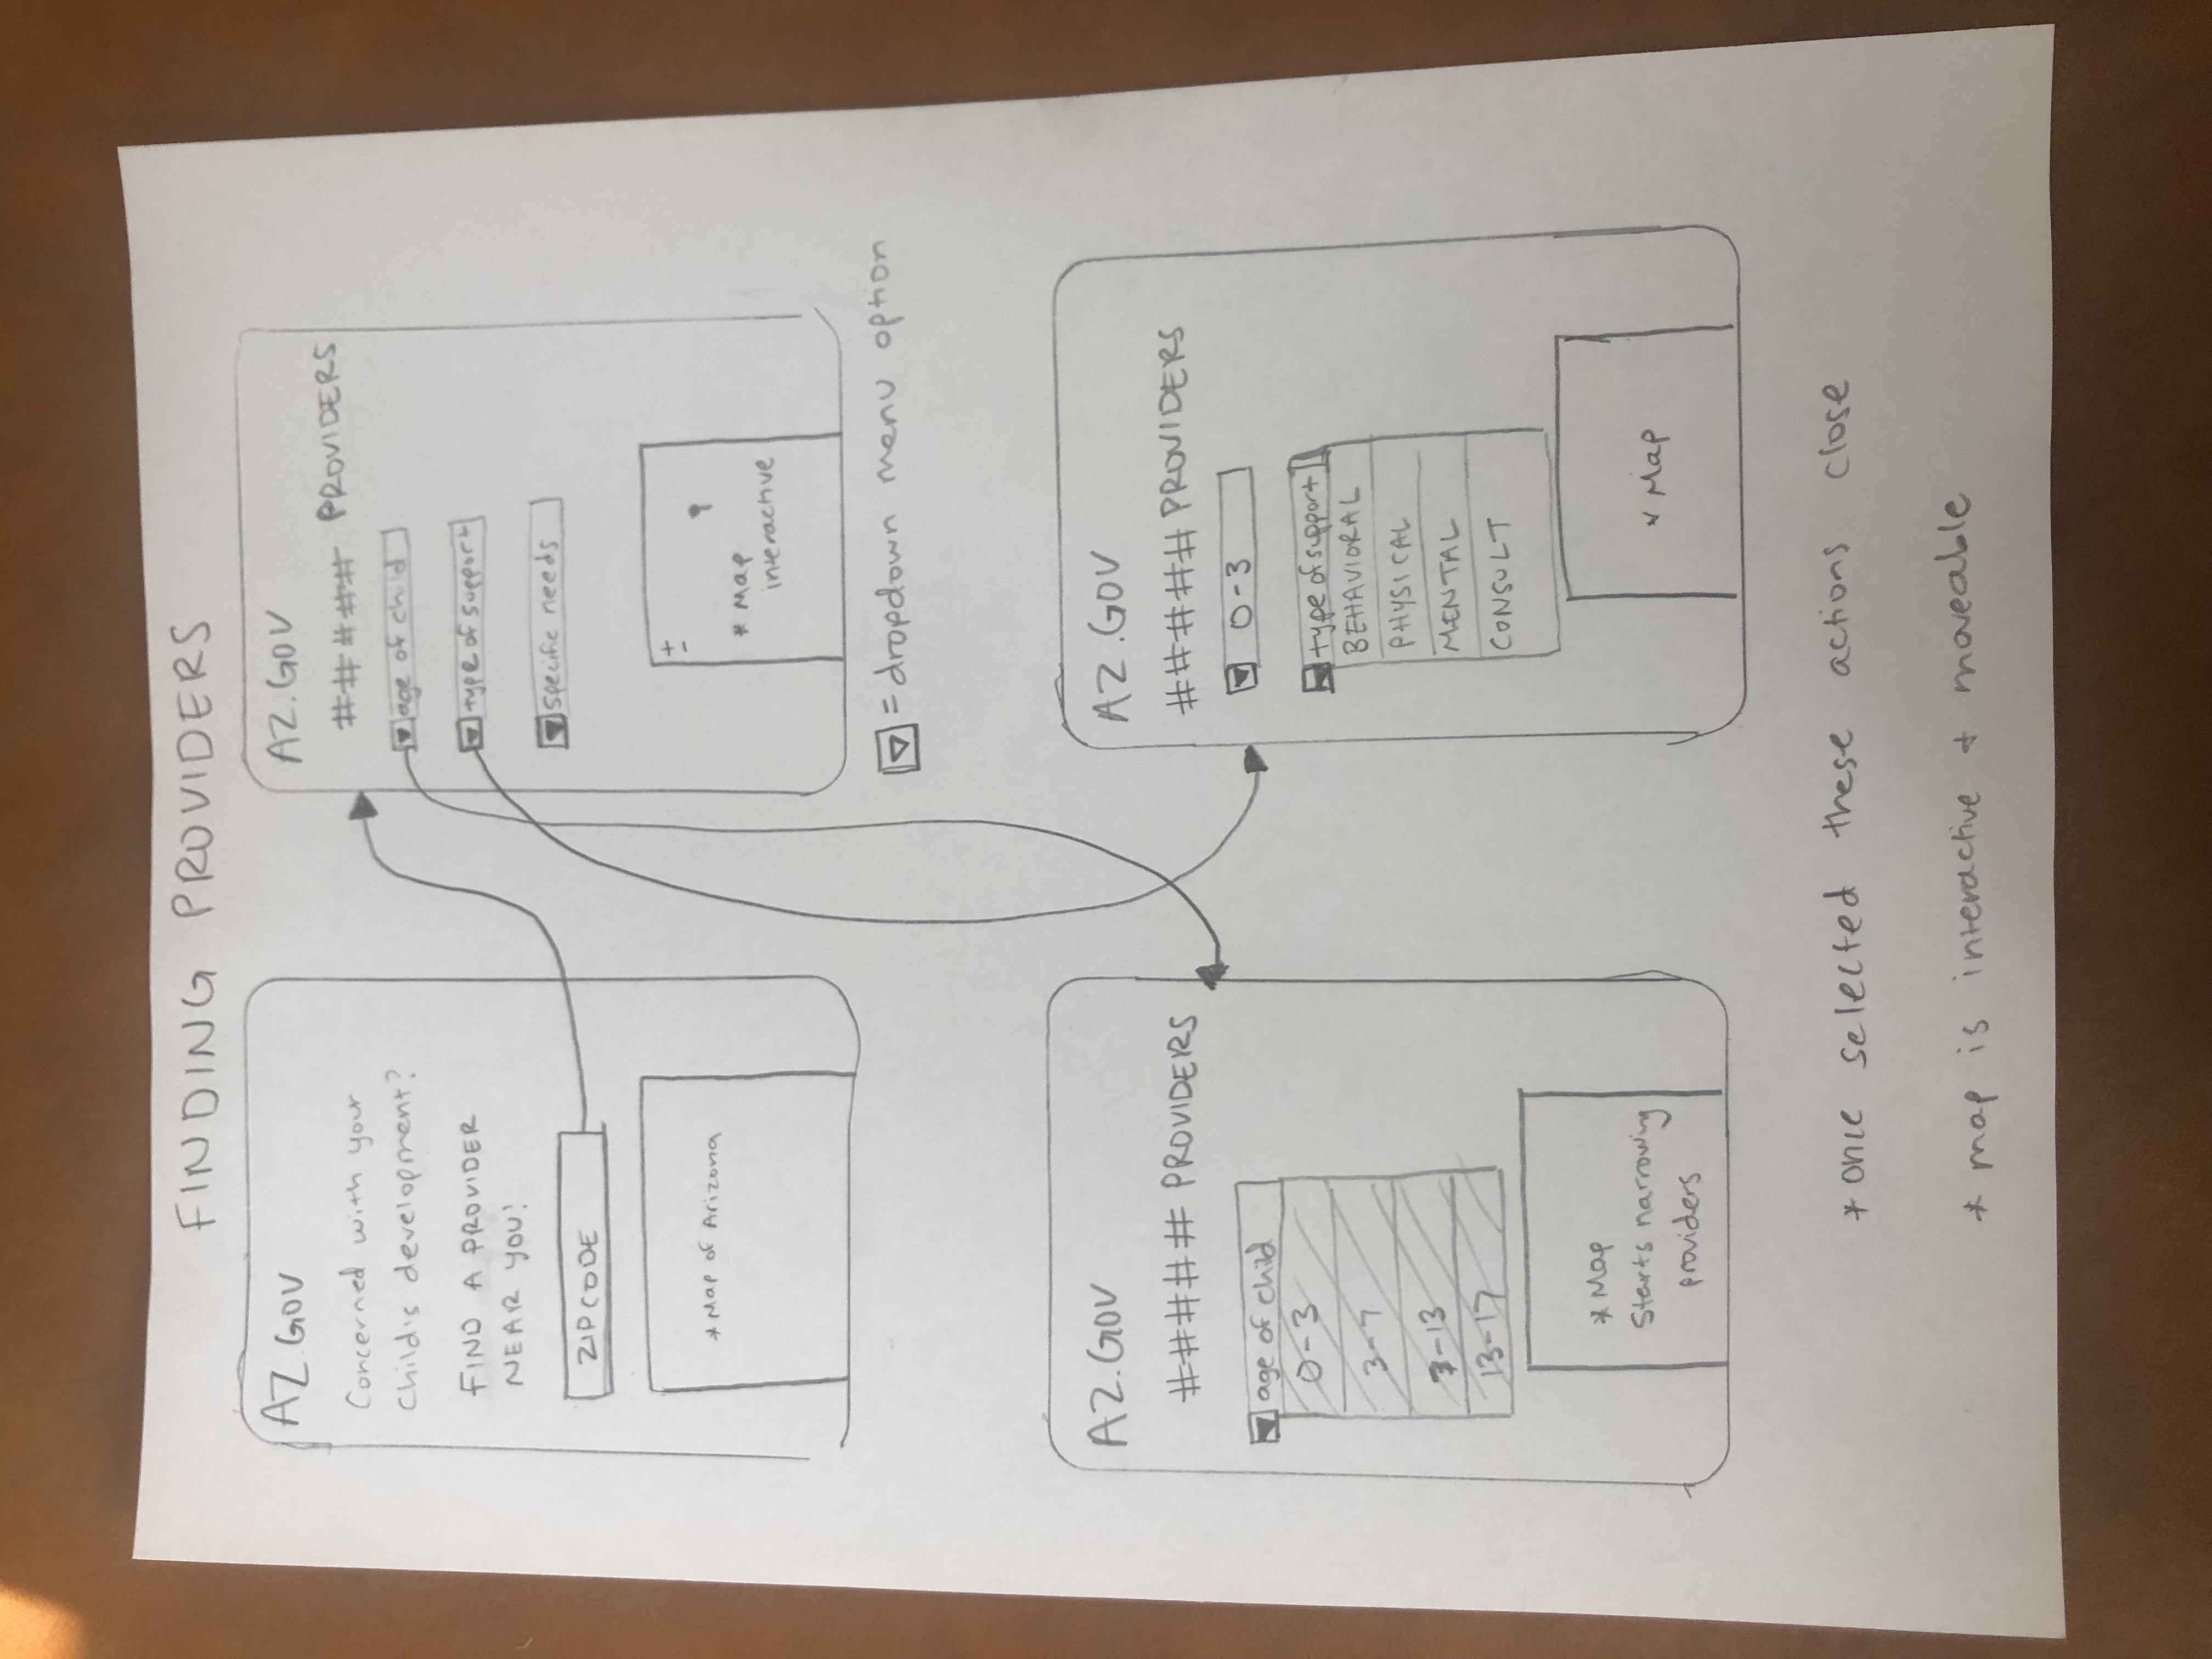 FINDING PROVIDERS
AZ.GOV
Concerned with your
Child's development?
FIND A PROVIDER
NEAR YOU!
ZIPCODE
* Map of Arizona
AZ.GOV
##### PROVIDERS
age of child
type of support
specific needs
+
-
* Map
interactive
= dropdown menu option
AZ.GOV
##### PROVIDERS
age of child
0-3
3-7
7-13
13-17
* Map
Starts narrowing
providers
AZ.GOV
##### PROVIDERS
0-3
type of support
BEHAVIORAL
PHYSICAL
MENTAL
CONSULT
* Map
* once selected these actions close
* map is interactive + moveable